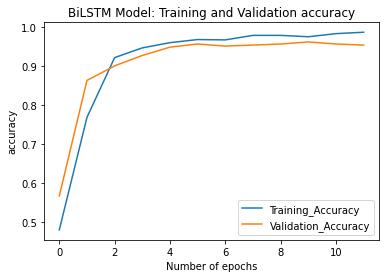 BiLSTM Model: Training and Validation accuracy
1.0
0.9
0.8
0.7
0.6
0.5
accuracy
0 2 4 6 8 10
Number of epochs
Training_Accuracy
Validation_Accuracy